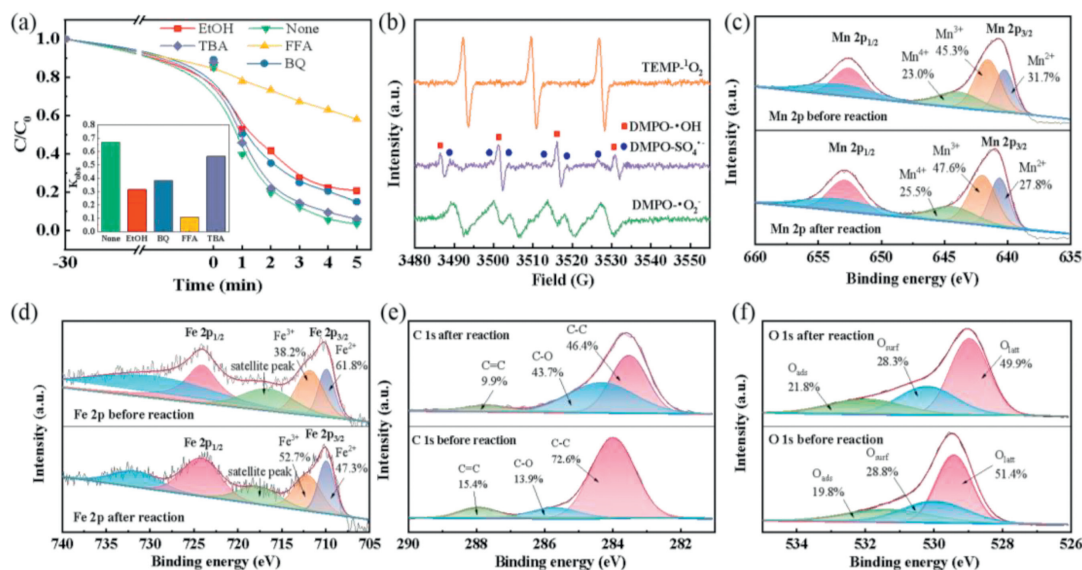 (a)
EtOH
None
TBA
FFA
BQ
1.0
0.8
0.6
0.4
0.2
0.0
C/C0
0.8
0.7
0.6
0.5
0.4
0.3
0.2
0.1
0.0
Kobs
None EtOH BQ FFA TBA
-30 0 1 2 3 4 5
Time (min)
(b)
TEMP-¹O₂
DMPO-•OH
DMPO-SO₄•⁻
DMPO-•O₂⁻
Intensity (a.u.)
3480 3490 3500 3510 3520 3530 3540 3550
Field (G)
(c)
Mn 2p1/2
Mn 2p3/2
Mn³⁺
45.3%
Mn⁴⁺
23.0%
Mn²⁺
31.7%
Mn 2p before reaction
Mn 2p1/2
Mn 2p3/2
Mn³⁺
47.6%
Mn⁴⁺
25.5%
Mn²⁺
27.8%
Mn 2p after reaction
Intensity (a.u.)
660 655 650 645 640 635
Binding energy (eV)
(d)
Fe 2p1/2
Fe 2p3/2
Fe³⁺
38.2%
Fe²⁺
61.8%
satellite peak
Fe 2p before reaction
Fe 2p1/2
Fe 2p3/2
Fe³⁺
52.7%
Fe²⁺
47.3%
satellite peak
Fe 2p after reaction
Intensity (a.u.)
740 735 730 725 720 715 710 705
Binding energy (eV)
(e)
C 1s after reaction
C-C
46.4%
C-O
43.7%
C=C
9.9%
C 1s before reaction
C-C
72.6%
C=C
15.4%
C-O
13.9%
Intensity (a.u.)
290 288 286 284 282
Binding energy (eV)
(f)
O 1s after reaction
Osurf
28.3%
Olatt
49.9%
Oads
21.8%
O 1s before reaction
Osurf
28.8%
Olatt
51.4%
Oads
19.8%
Intensity (a.u.)
534 532 530 528 526
Binding energy (eV)